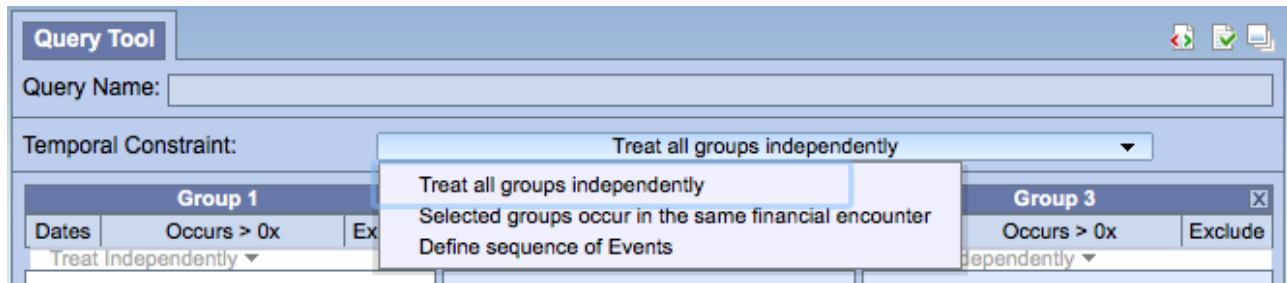 Query Tool
Query Name:
Temporal Constraint:
Treat all groups independently
Treat all groups independently
Selected groups occur in the same financial encounter
Define sequence of Events
Group 1
Group 3
X
Dates
Occurs > 0x
Ex
Occurs > 0x
Exclude
Treat Independently
dependently